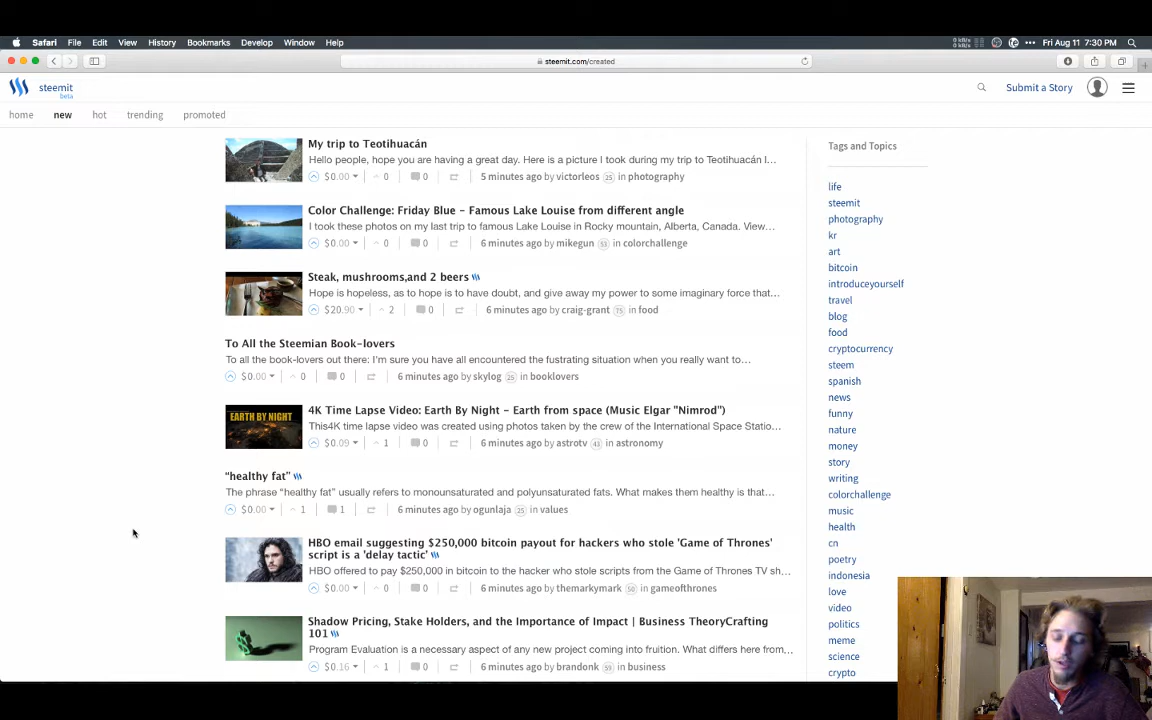 Safari File Edit View History Bookmarks Develop Window Help
0 kB/s
0 kB/s
Fri Aug 11 7:30 PM
steemit.com/created
steemit
beta
Submit a Story
home new hot trending promoted
My trip to Teotihuacán
Hello people, hope you are having a great day. Here is a picture I took during my trip to Teotihuacán I...
$0.00 0 0 5 minutes ago by victorleos 25 in photography
Color Challenge: Friday Blue - Famous Lake Louise from different angle
I took these photos on my last trip to famous Lake Louise in Rocky mountain, Alberta, Canada. View...
$0.00 0 0 6 minutes ago by mikegun 53 in colorchallenge
Steak, mushrooms,and 2 beers
Hope is hopeless, as to hope is to have doubt, and give away my power to some imaginary force that...
$20.90 2 0 6 minutes ago by craig-grant 75 in food
To All the Steemian Book-lovers
To all the book-lovers out there: I'm sure you have all encountered the fustrating situation when you really want to...
$0.00 0 0 6 minutes ago by skylog 25 in booklovers
EARTH BY NIGHT
4K Time Lapse Video: Earth By Night - Earth from space (Music Elgar "Nimrod")
This4K time lapse video was created using photos taken by the crew of the International Space Statio...
$0.09 1 0 6 minutes ago by astrotv 43 in astronomy
"healthy fat"
The phrase "healthy fat" usually refers to monounsaturated and polyunsaturated fats. What makes them healthy is that...
$0.00 1 1 6 minutes ago by ogunlaja 25 in values
HBO email suggesting $250,000 bitcoin payout for hackers who stole 'Game of Thrones'
script is a 'delay tactic'
HBO offered to pay $250,000 in bitcoin to the hacker who stole scripts from the Game of Thrones TV sh...
$0.00 0 0 6 minutes ago by themarkymark 50 in gameofthrones
Shadow Pricing, Stake Holders, and the Importance of Impact | Business TheoryCrafting
101
Program Evaluation is a necessary aspect of any new project coming into fruition. What differs here from...
$0.16 1 0 6 minutes ago by brandonk 59 in business
Tags and Topics
life
steemit
photography
kr
art
bitcoin
introduceyourself
travel
blog
food
cryptocurrency
steem
spanish
news
funny
nature
money
story
writing
colorchallenge
music
health
cn
poetry
indonesia
love
video
politics
meme
science
crypto